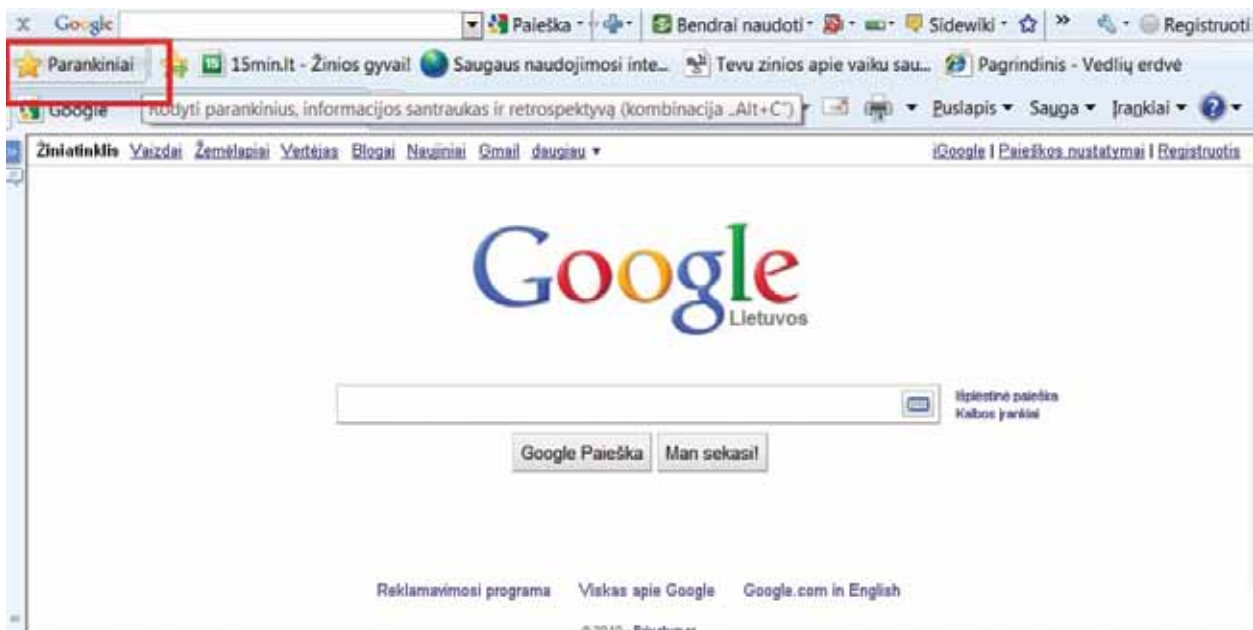 x Google Paieška Bendrai naudoti Sidewiki » Registruoti
Parankiniai 15min.lt - Žinios gyvai! Saugaus naudojimosi inte... Tevu zinios apie vaiku sau... Pagrindinis - Vedlių erdvė
Google Rodyti parankinius, informacijos santraukas ir retrospektyvą (kombinacija „Alt+C“) Puslapis Sauga Įrankiai
Žiniatinklis Vaizdai Žemėlapiai Vertėjas Blogai Naujiniai Gmail daugiau iGoogle | Paieškos nustatymai | Registruotis
Google
Lietuvos
Išplėstinė paieška
Kalbos įrankiai
Google Paieška Man sekasi!
Reklamavimosi programa Viskas apie Google Google.com in English
© 2010 - Privatumas